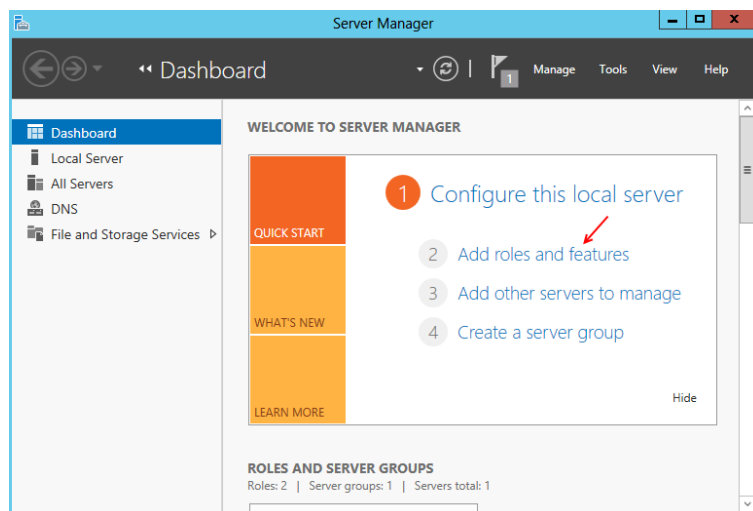 Server Manager
Dashboard
1
Manage Tools View Help
Dashboard
Local Server
All Servers
DNS
File and Storage Services
WELCOME TO SERVER MANAGER
QUICK START
WHAT'S NEW
LEARN MORE
1 Configure this local server
2 Add roles and features
3 Add other servers to manage
4 Create a server group
Hide
ROLES AND SERVER GROUPS
Roles: 2 | Server groups: 1 | Servers total: 1